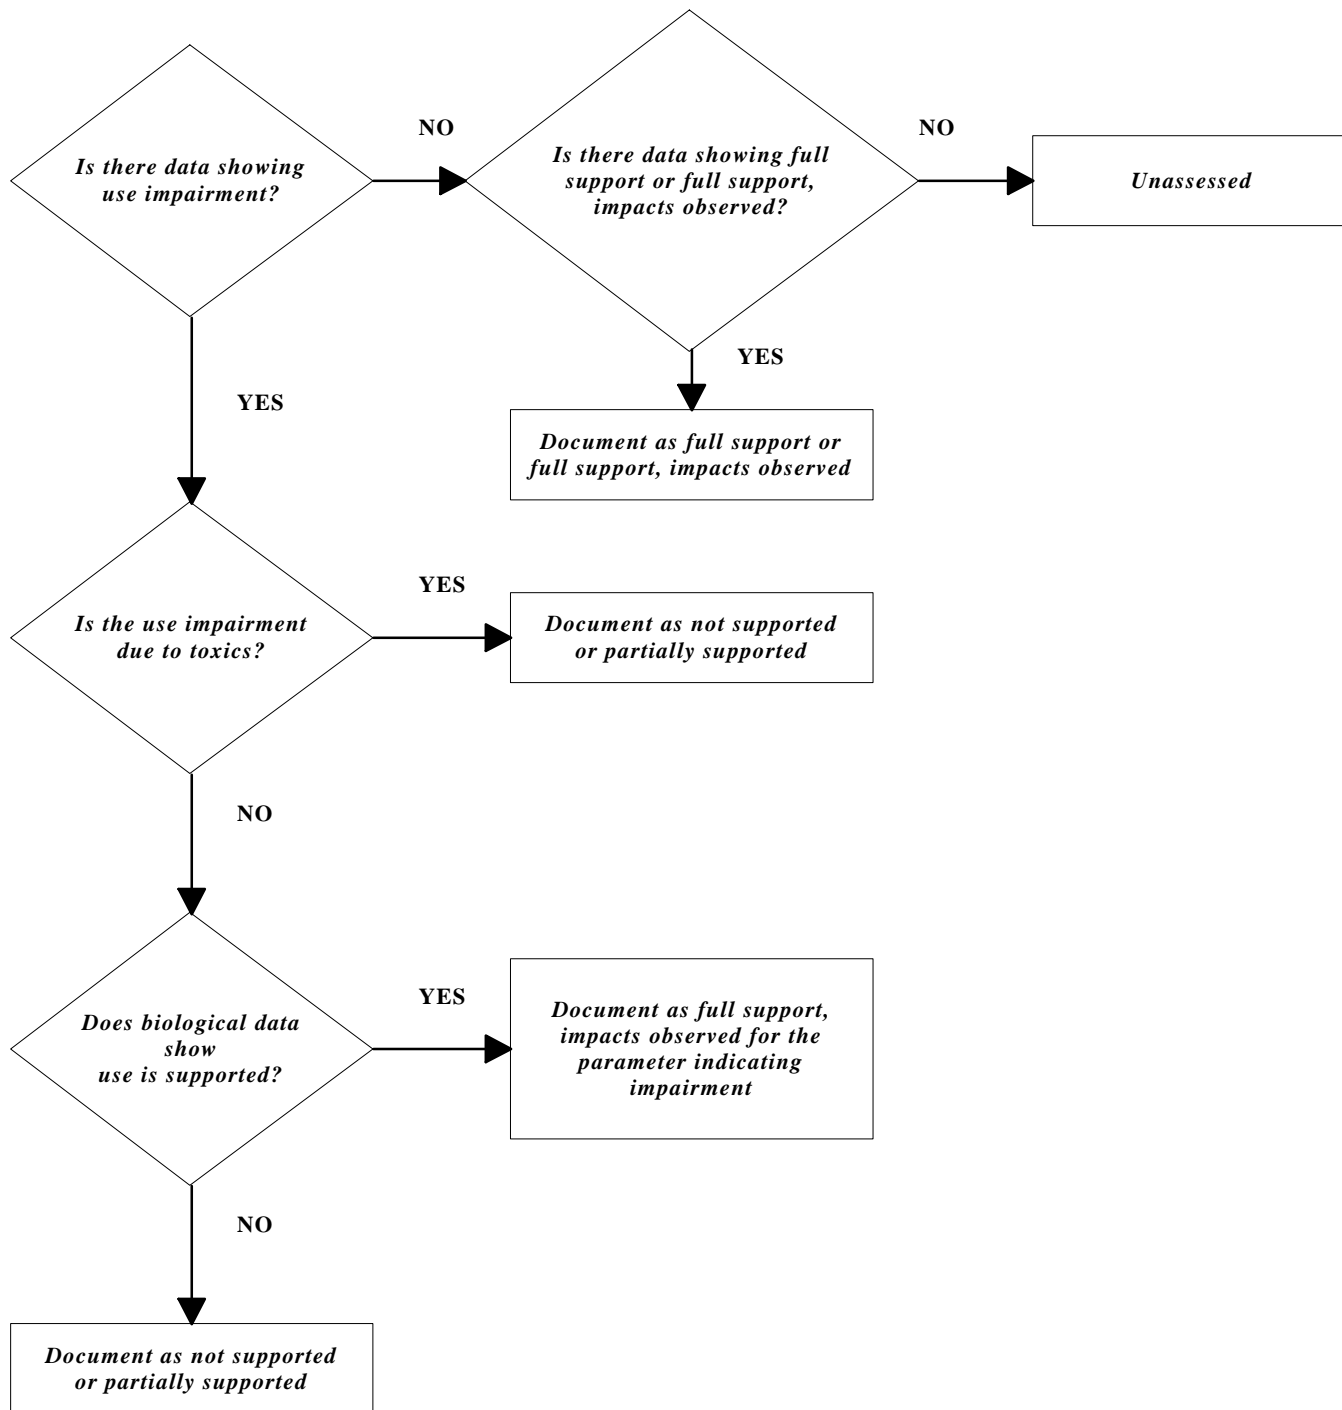 Is there data showing
use impairment?
NO
Is there data showing full
support or full support,
impacts observed?
NO
Unassessed
YES
Document as full support or
full support, impacts observed
YES
Is the use impairment
due to toxics?
YES
Document as not supported
or partially supported
NO
Does biological data
show
use is supported?
YES
Document as full support,
impacts observed for the
parameter indicating
impairment
NO
Document as not supported
or partially supported